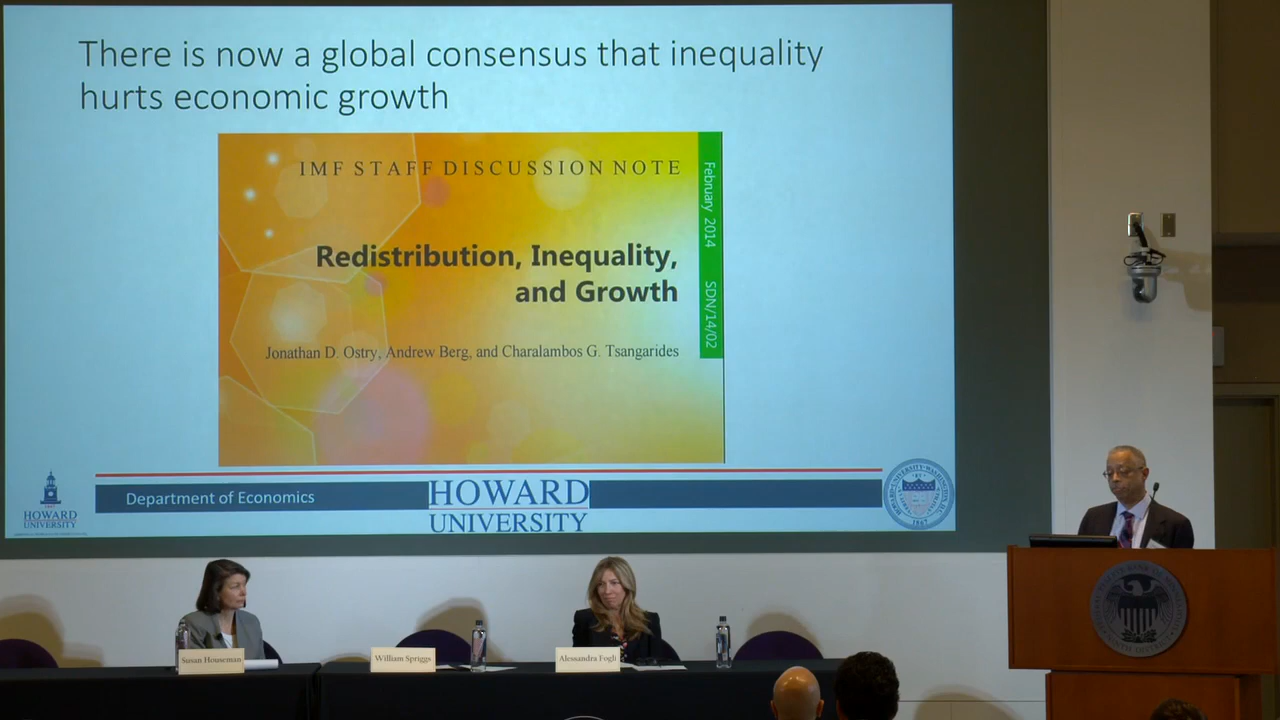 There is now a global consensus that inequality
hurts economic growth
IMF STAFF DISCUSSION NOTE
February 2014 SDN/14/02
Redistribution, Inequality,
and Growth
Jonathan D. Ostry, Andrew Berg, and Charalambos G. Tsangarides
HOWARD
UNIVERSITY
Department of Economics
HOWARD
UNIVERSITY
1867
Susan Houseman
William Spriggs
Alessandra Fogli